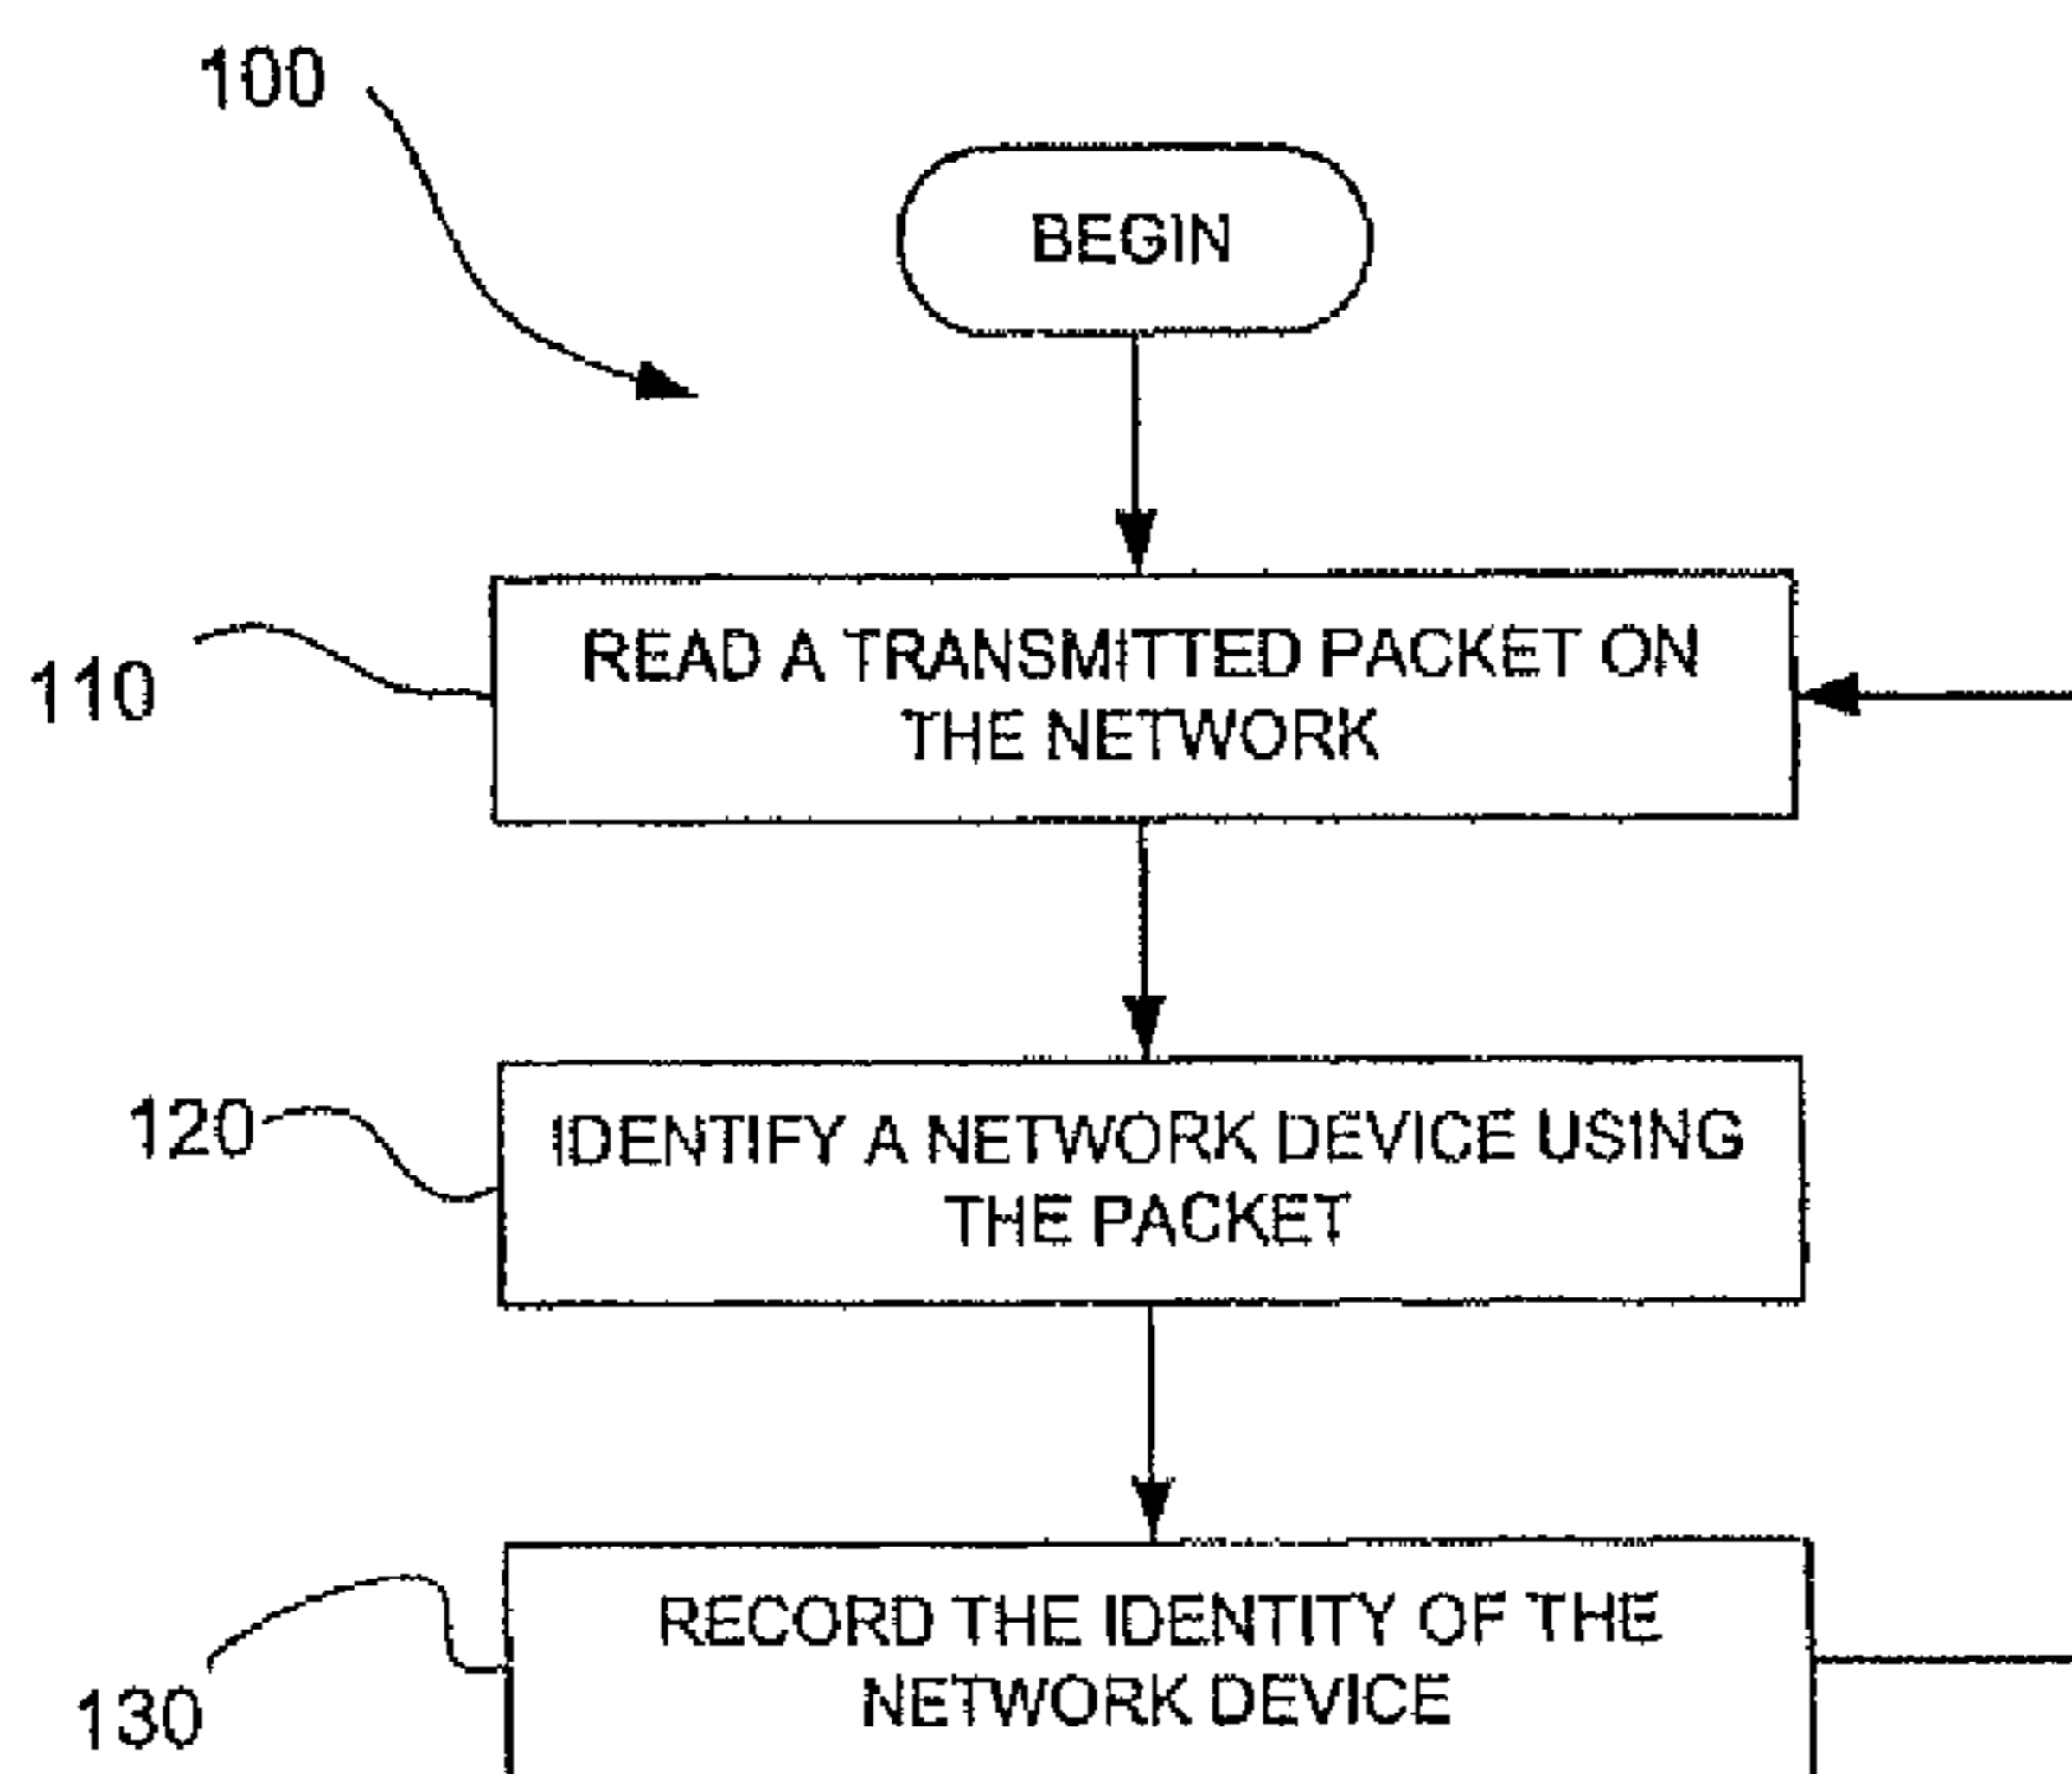 100
BEGIN
110
READ A TRANSMITTED PACKET ON
THE NETWORK
120
IDENTIFY A NETWORK DEVICE USING
THE PACKET
130
RECORD THE IDENTITY OF THE
NETWORK DEVICE